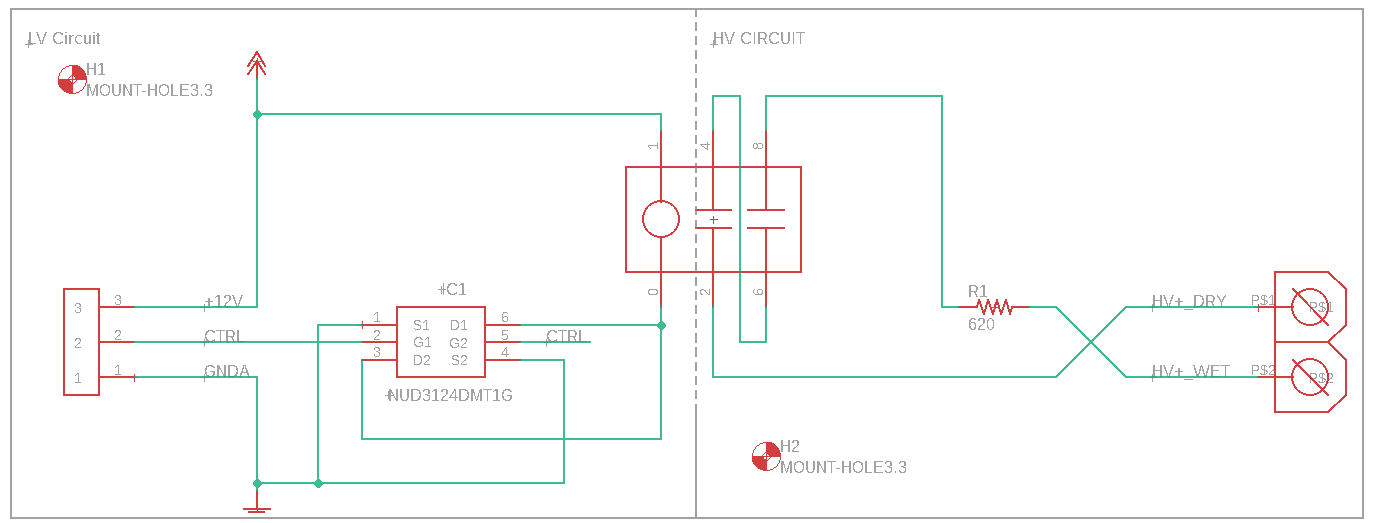 LV Circuit
H1
MOUNT-HOLE3.3
HV CIRCUIT
1
4
8
0
2
6
3
2
1
3
2
1
+12V
CTRL
GNDA
IC1
1
2
3
S1
G1
D2
D1
G2
S2
6
5
4
CTRL
NUD3124DMT1G
R1
620
HV+_DRY
HV+_WET
P$1
P$1
P$2
P$2
H2
MOUNT-HOLE3.3